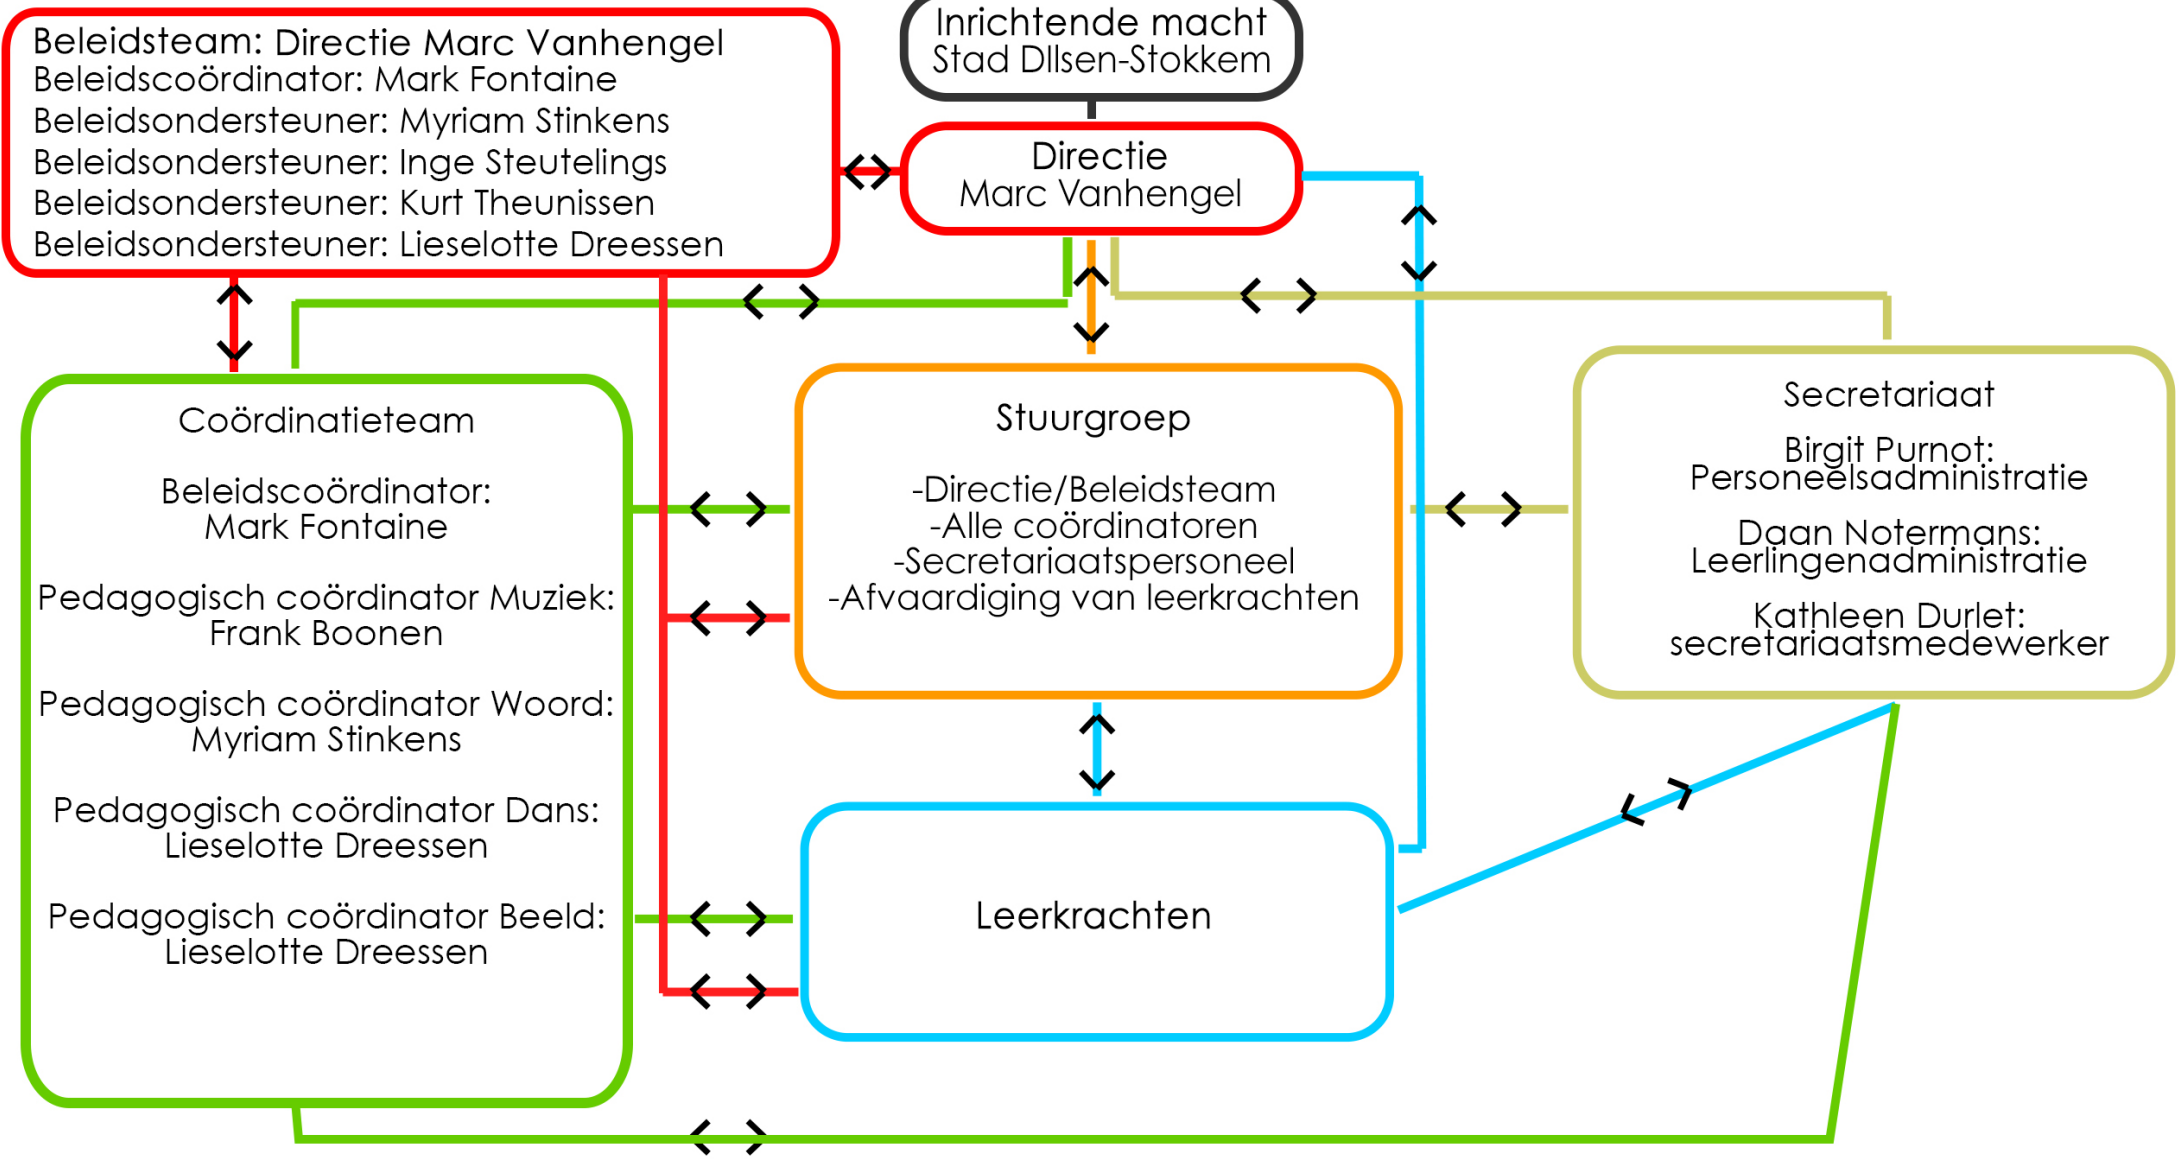 Beleidsteam: Directie Marc Vanhengel
Beleidscoördinator: Mark Fontaine
Beleidsondersteuner: Myriam Stinkens
Beleidsondersteuner: Inge Steutelings
Beleidsondersteuner: Kurt Theunissen
Beleidsondersteuner: Lieselotte Dreessen
Inrichtende macht
Stad DIlsen-Stokkem
Directie
Marc Vanhengel
Coördinatieteam
Beleidscoördinator:
Mark Fontaine
Pedagogisch coördinator Muziek:
Frank Boonen
Pedagogisch coördinator Woord:
Myriam Stinkens
Pedagogisch coördinator Dans:
Lieselotte Dreessen
Pedagogisch coördinator Beeld:
Lieselotte Dreessen
Stuurgroep
-Directie/Beleidsteam
-Alle coördinatoren
-Secretariaatspersoneel
-Afvaardiging van leerkrachten
Leerkrachten
Secretariaat
Birgit Purnot:
Personeelsadministratie
Daan Notermans:
Leerlingenadministratie
Kathleen Durlet:
secretariaatsmedewerker